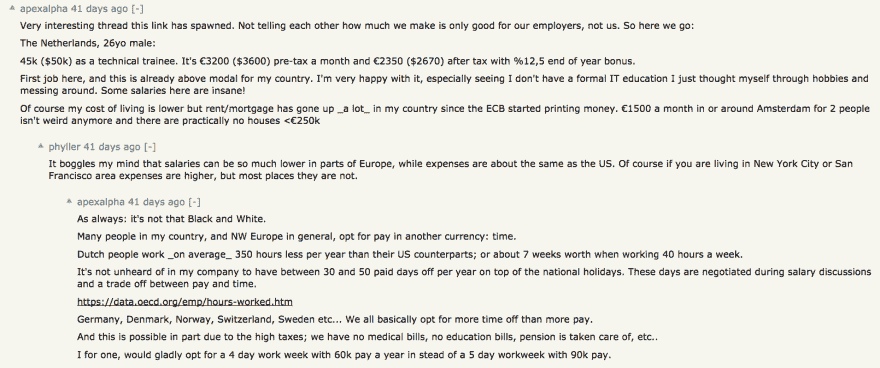 apexalpha 41 days ago [-]
Very interesting thread this link has spawned. Not telling each other how much we make is only good for our employers, not us. So here we go:
The Netherlands, 26yo male:
45k ($50k) as a technical trainee. It's €3200 ($3600) pre-tax a month and €2350 ($2670) after tax with %12,5 end of year bonus.
First job here, and this is already above modal for my country. I'm very happy with it, especially seeing I don't have a formal IT education I just thought myself through hobbies and
messing around. Some salaries here are insane!
Of course my cost of living is lower but rent/mortgage has gone up _a lot_ in my country since the ECB started printing money. €1500 a month in or around Amsterdam for 2 people
isn't weird anymore and there are practically no houses <€250k
phyller 41 days ago [-]
It boggles my mind that salaries can be so much lower in parts of Europe, while expenses are about the same as the US. Of course if you are living in New York City or San
Francisco area expenses are higher, but most places they are not.
apexalpha 41 days ago [-]
As always: it's not that Black and White.
Many people in my country, and NW Europe in general, opt for pay in another currency: time.
Dutch people work _on average_ 350 hours less per year than their US counterparts; or about 7 weeks worth when working 40 hours a week.
It's not unheard of in my company to have between 30 and 50 paid days off per year on top of the national holidays. These days are negotiated during salary discussions
and a trade off between pay and time.
https://data.oecd.org/emp/hours-worked.htm
Germany, Denmark, Norway, Switzerland, Sweden etc... We all basically opt for more time off than more pay.
And this is possible in part due to the high taxes; we have no medical bills, no education bills, pension is taken care of, etc..
I for one, would gladly opt for a 4 day work week with 60k pay a year in stead of a 5 day workweek with 90k pay.